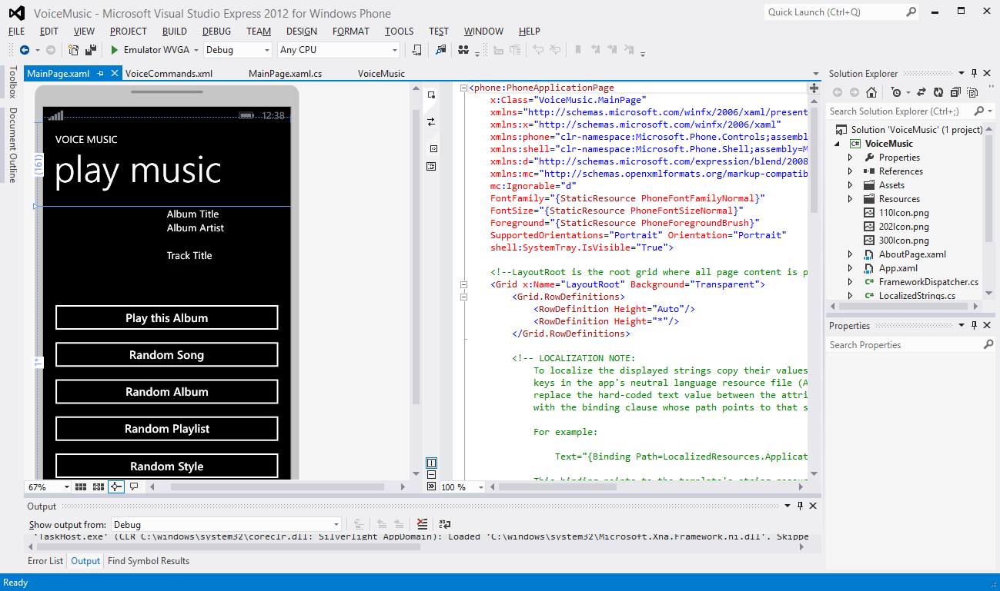 VoiceMusic - Microsoft Visual Studio Express 2012 for Windows Phone
Quick Launch (Ctrl+Q)
FILE EDIT VIEW PROJECT BUILD DEBUG TEAM DESIGN FORMAT TOOLS TEST WINDOW HELP
Emulator WVGA Debug Any CPU
Toolbox
Document Outline
MainPage.xaml VoiceCommands.xml MainPage.xaml.cs VoiceMusic
12:38
VOICE MUSIC
play music
(161)
Album Title
Album Artist
Track Title
Play this Album
1*
Random Song
Random Album
Random Playlist
Random Style
67%
<phone:PhoneApplicationPage
x:Class="VoiceMusic.MainPage"
xmlns="http://schemas.microsoft.com/winfx/2006/xaml/present
xmlns:x="http://schemas.microsoft.com/winfx/2006/xaml"
xmlns:phone="clr-namespace:Microsoft.Phone.Controls;assembl
xmlns:shell="clr-namespace:Microsoft.Phone.Shell;assembly=M
xmlns:d="http://schemas.microsoft.com/expression/blend/2008
xmlns:mc="http://schemas.openxmlformats.org/markup-compatib
mc:Ignorable="d"
FontFamily="{StaticResource PhoneFontFamilyNormal}"
FontSize="{StaticResource PhoneFontSizeNormal}"
Foreground="{StaticResource PhoneForegroundBrush}"
SupportedOrientations="Portrait" Orientation="Portrait"
shell:SystemTray.IsVisible="True">
<!--LayoutRoot is the root grid where all page content is p
<Grid x:Name="LayoutRoot" Background="Transparent">
<Grid.RowDefinitions>
<RowDefinition Height="Auto"/>
<RowDefinition Height="*"/>
</Grid.RowDefinitions>
<!-- LOCALIZATION NOTE:
To localize the displayed strings copy their values
keys in the app's neutral language resource file (A
replace the hard-coded text value between the attri
with the binding clause whose path points to that s
For example:
Text="{Binding Path=LocalizedResources.Applicat
This binding points to the template's string resour
100 %
Solution Explorer
Search Solution Explorer (Ctrl+;)
Solution 'VoiceMusic' (1 project)
VoiceMusic
Properties
References
Assets
Resources
110Icon.png
202Icon.png
300Icon.png
AboutPage.xaml
App.xaml
FrameworkDispatcher.cs
LocalizedStrings.cs
Properties
Search Properties
Output
Show output from: Debug
'TaskHost.exe' (CLR C:\windows\system32\coreclr.dll: Silverlight AppDomain): Loaded 'C:\windows\system32\Microsoft.Xna.Framework.ni.dll'. Skippe
Error List Output Find Symbol Results
Ready